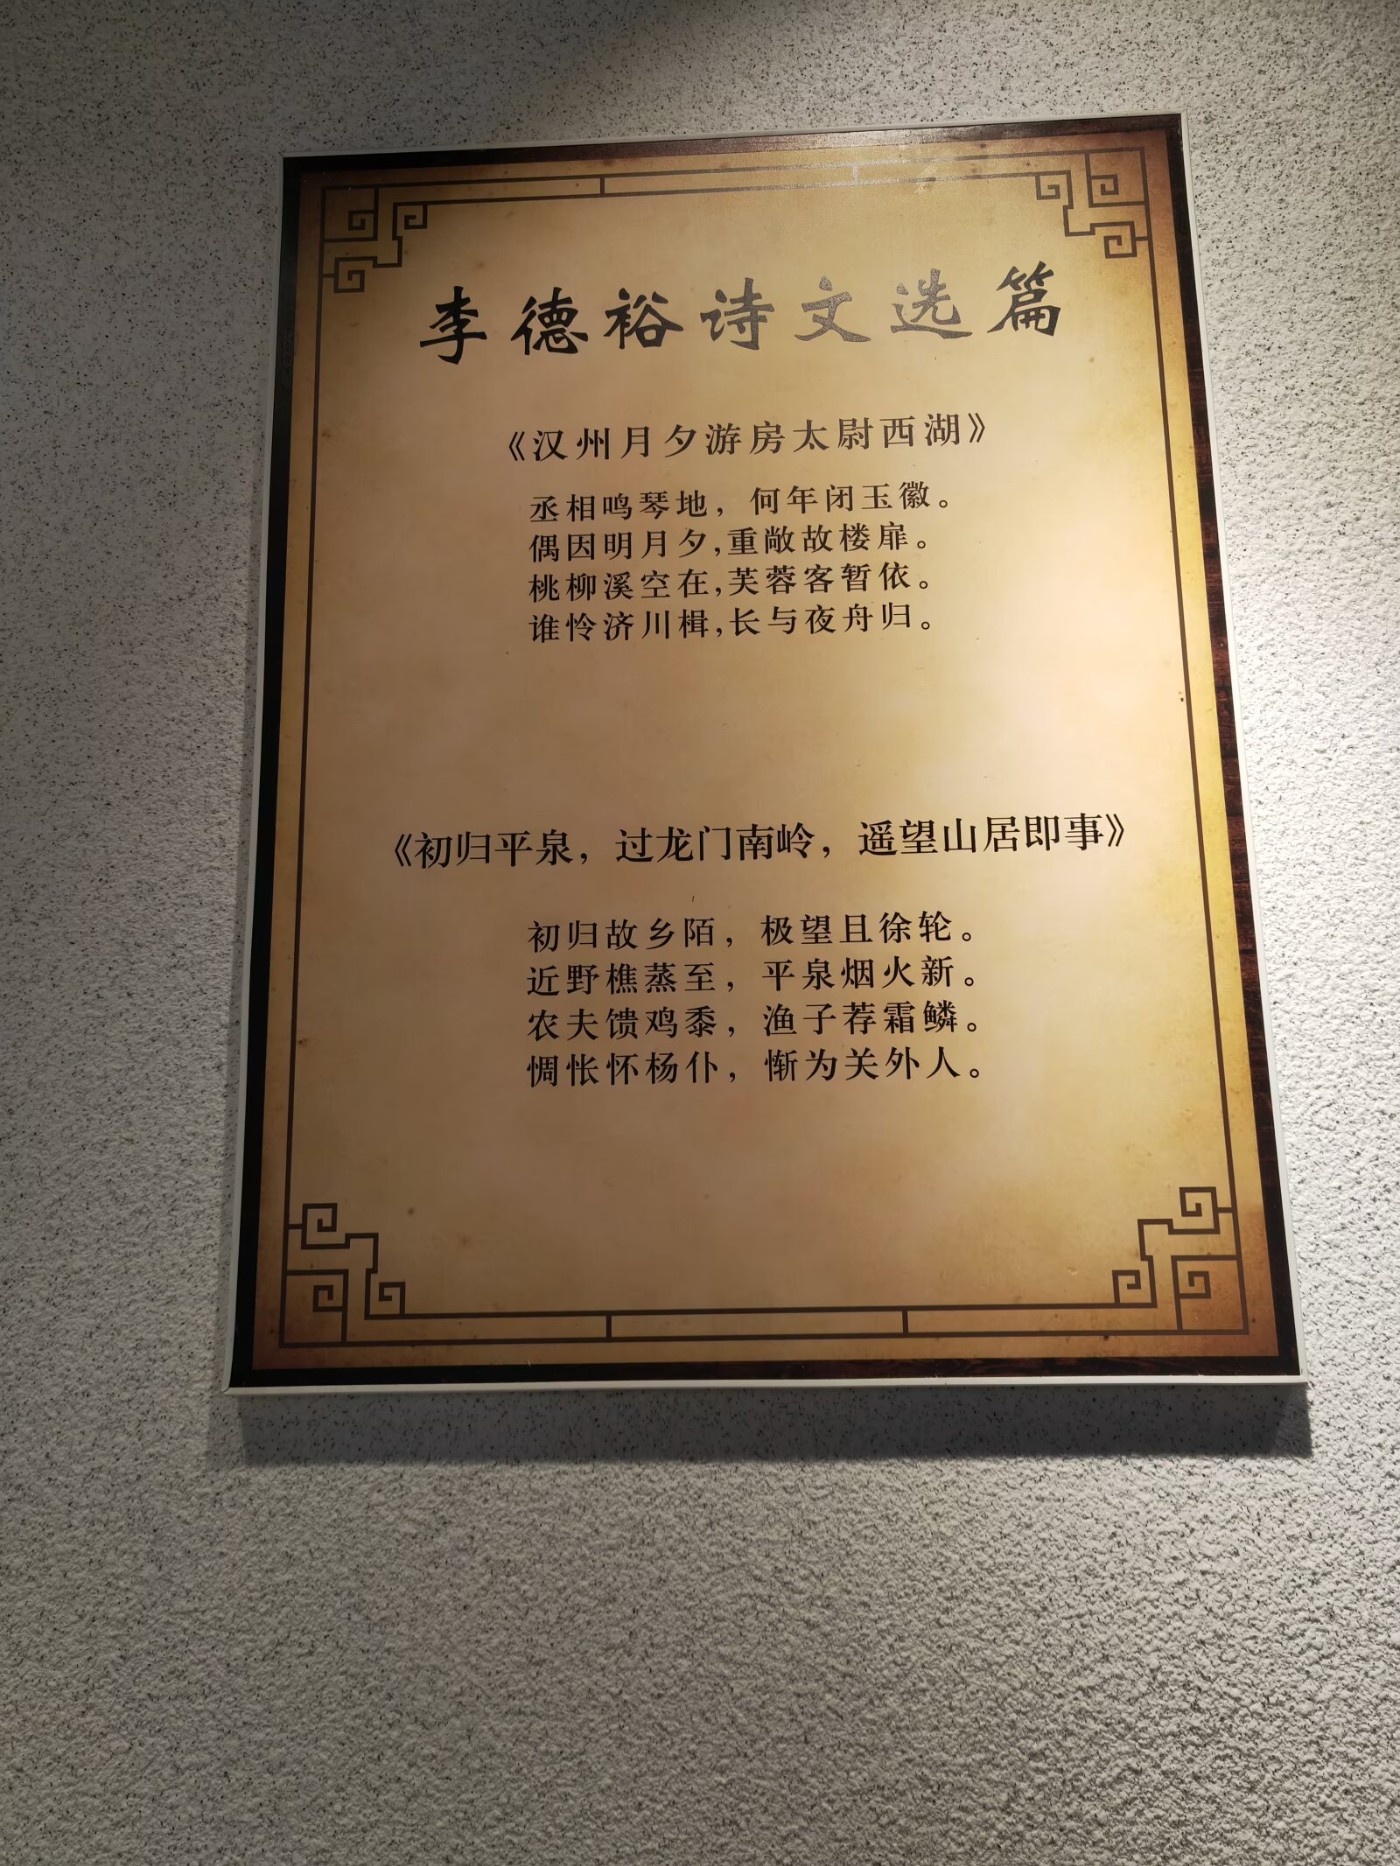 李德裕诗文选篇
《汉州月夕游房太尉西湖》
丞相鸣琴地，何年闭玉徽。
偶因明月夕，重敞故楼扉。
桃柳溪空在，芙蓉客暂依。
谁怜济川楫，长与夜舟归。
《初归平泉，过龙门南岭，遥望山居即事》
初归故乡陌，极望且徐轮。
近野樵蒸至，平泉烟火新。
农夫馈鸡黍，渔子荐霜鳞。
惆怅怀杨仆，惭为关外人。